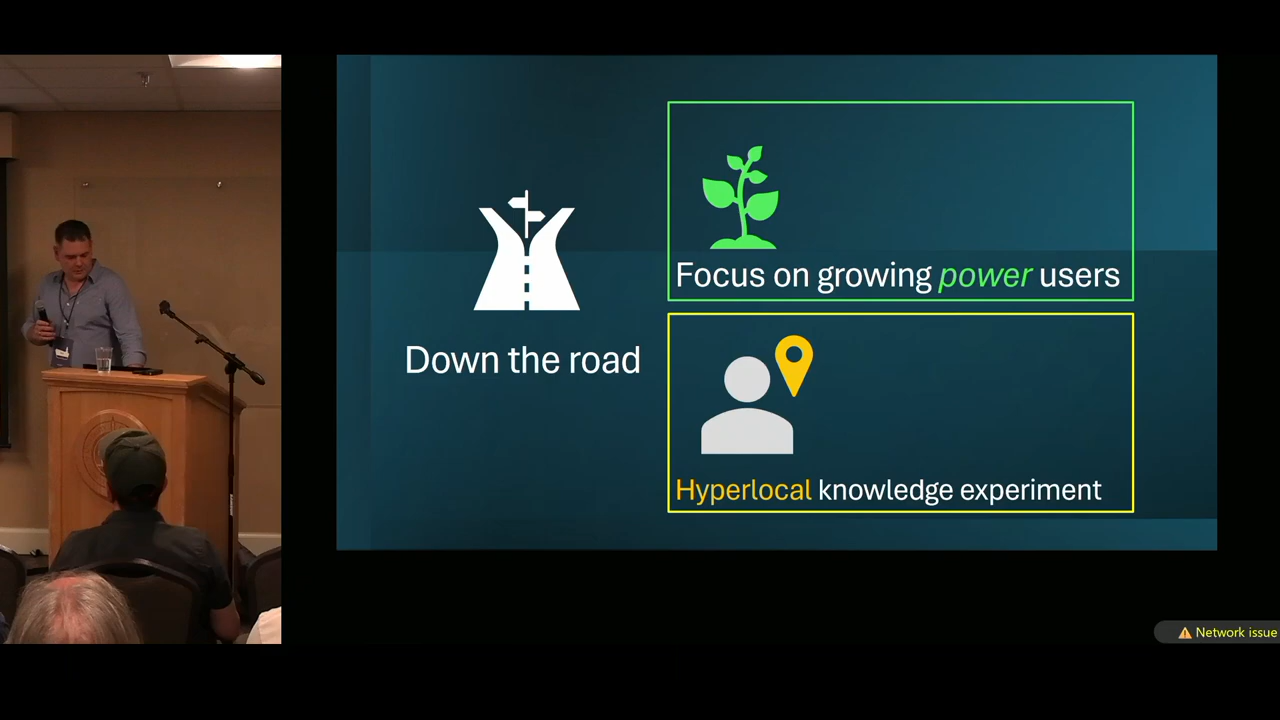 Down the road
Focus on growing power users
Hyperlocal knowledge experiment
Network issue